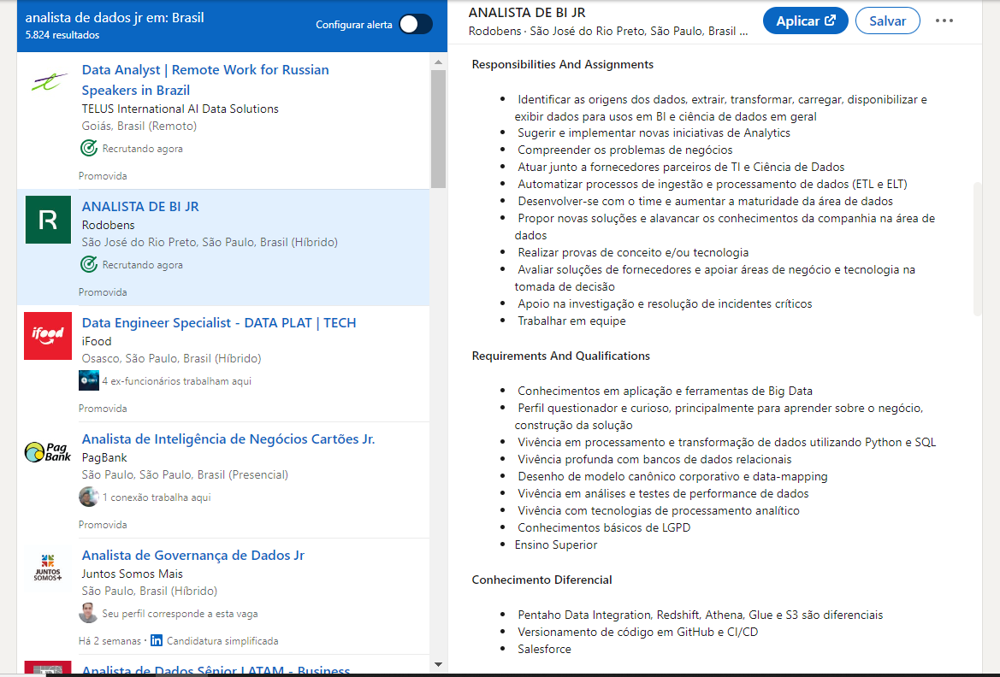 analista de dados jr em: Brasil
5.824 resultados
Configurar alerta
Data Analyst | Remote Work for Russian
Speakers in Brazil
TELUS International AI Data Solutions
Goiás, Brasil (Remoto)
Recrutando agora
Promovida
R
ANALISTA DE BI JR
Rodobens
São José do Rio Preto, São Paulo, Brasil (Híbrido)
Recrutando agora
Promovida
ifood
Data Engineer Specialist - DATA PLAT | TECH
iFood
Osasco, São Paulo, Brasil (Híbrido)
4 ex-funcionários trabalham aqui
Promovida
Pag
Bank
Analista de Inteligência de Negócios Cartões Jr.
PagBank
São Paulo, São Paulo, Brasil (Presencial)
1 conexão trabalha aqui
Promovida
JUNTOS
SOMOS+
Analista de Governança de Dados Jr
Juntos Somos Mais
São Paulo, Brasil (Híbrido)
Seu perfil corresponde a esta vaga
Há 2 semanas · in Candidatura simplificada
Analista de Dados Sênior LATAM - Business
ANALISTA DE BI JR
Rodobens · São José do Rio Preto, São Paulo, Brasil ...
Aplicar
Salvar
Responsibilities And Assignments
• Identificar as origens dos dados, extrair, transformar, carregar, disponibilizar e
exibir dados para usos em BI e ciência de dados em geral
• Sugerir e implementar novas iniciativas de Analytics
• Compreender os problemas de negócios
• Atuar junto a fornecedores parceiros de TI e Ciência de Dados
• Automatizar processos de ingestão e processamento de dados (ETL e ELT)
• Desenvolver-se com o time e aumentar a maturidade da área de dados
• Propor novas soluções e alavancar os conhecimentos da companhia na área de
dados
• Realizar provas de conceito e/ou tecnologia
• Avaliar soluções de fornecedores e apoiar áreas de negócio e tecnologia na
tomada de decisão
• Apoio na investigação e resolução de incidentes críticos
• Trabalhar em equipe
Requirements And Qualifications
• Conhecimentos em aplicação e ferramentas de Big Data
• Perfil questionador e curioso, principalmente para aprender sobre o negócio,
construção da solução
• Vivência em processamento e transformação de dados utilizando Python e SQL
• Vivência profunda com bancos de dados relacionais
• Desenho de modelo canônico corporativo e data-mapping
• Vivência em análises e testes de performance de dados
• Vivência com tecnologias de processamento analítico
• Conhecimentos básicos de LGPD
• Ensino Superior
Conhecimento Diferencial
• Pentaho Data Integration, Redshift, Athena, Glue e S3 são diferenciais
• Versionamento de código em GitHub e CI/CD
• Salesforce